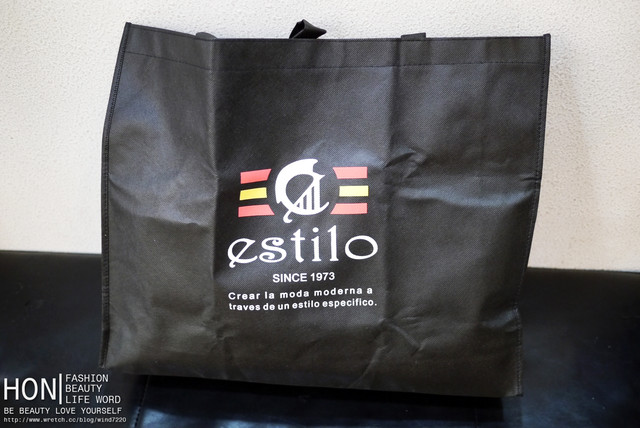 estilo
SINCE 1973
Crear la moda moderna a
traves de un estilo especifico.
HON
FASHION
BEAUTY
LIFE WORD
BE BEAUTY LOVE YOURSELF
http://www.wretch.cc/blog/wind7220